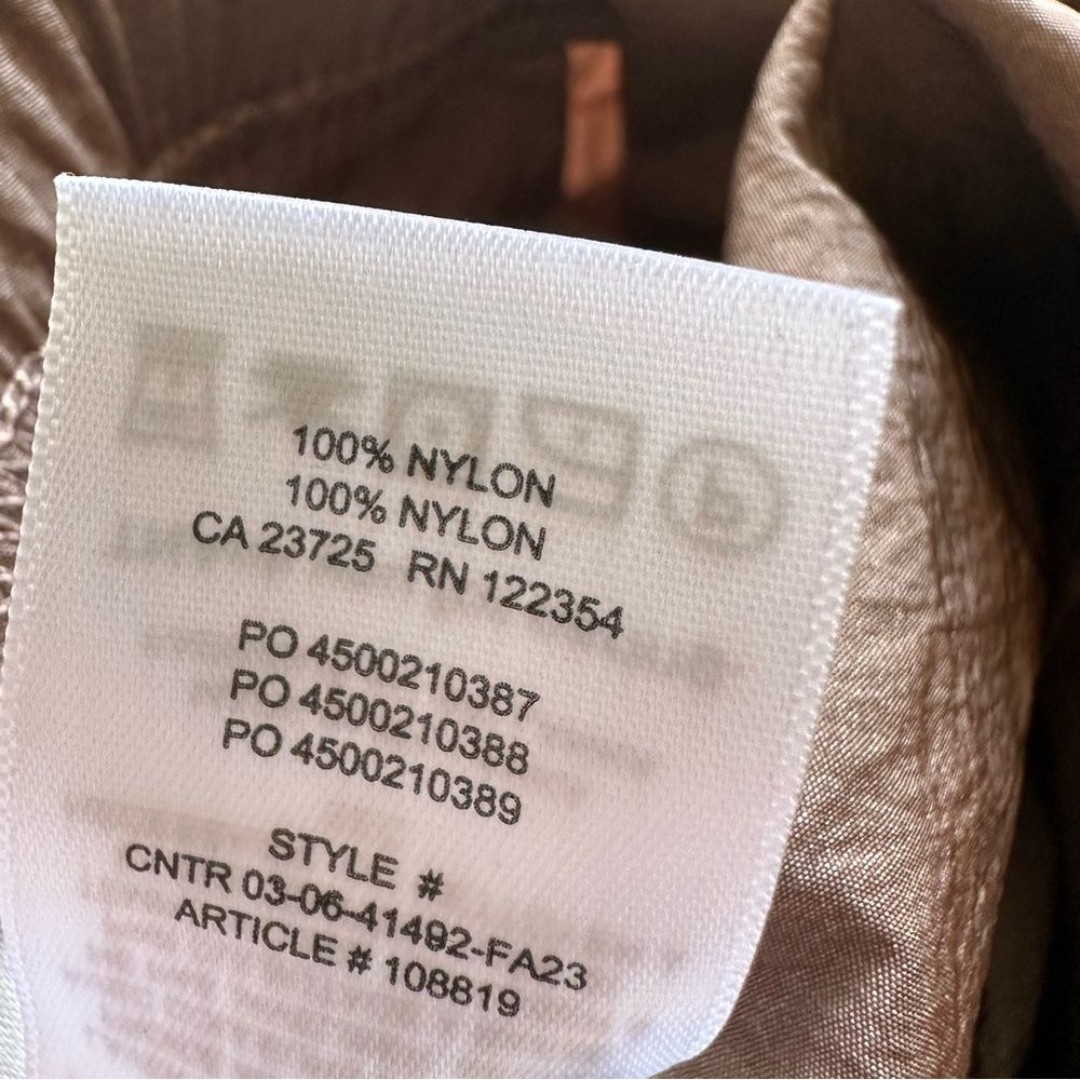 100% NYLON
100% NYLON
CA 23725 RN 122354
PO 4500210387
PO 4500210388
PO 4500210389
STYLE #
CNTR 03-06-41492-FA23
ARTICLE # 108819